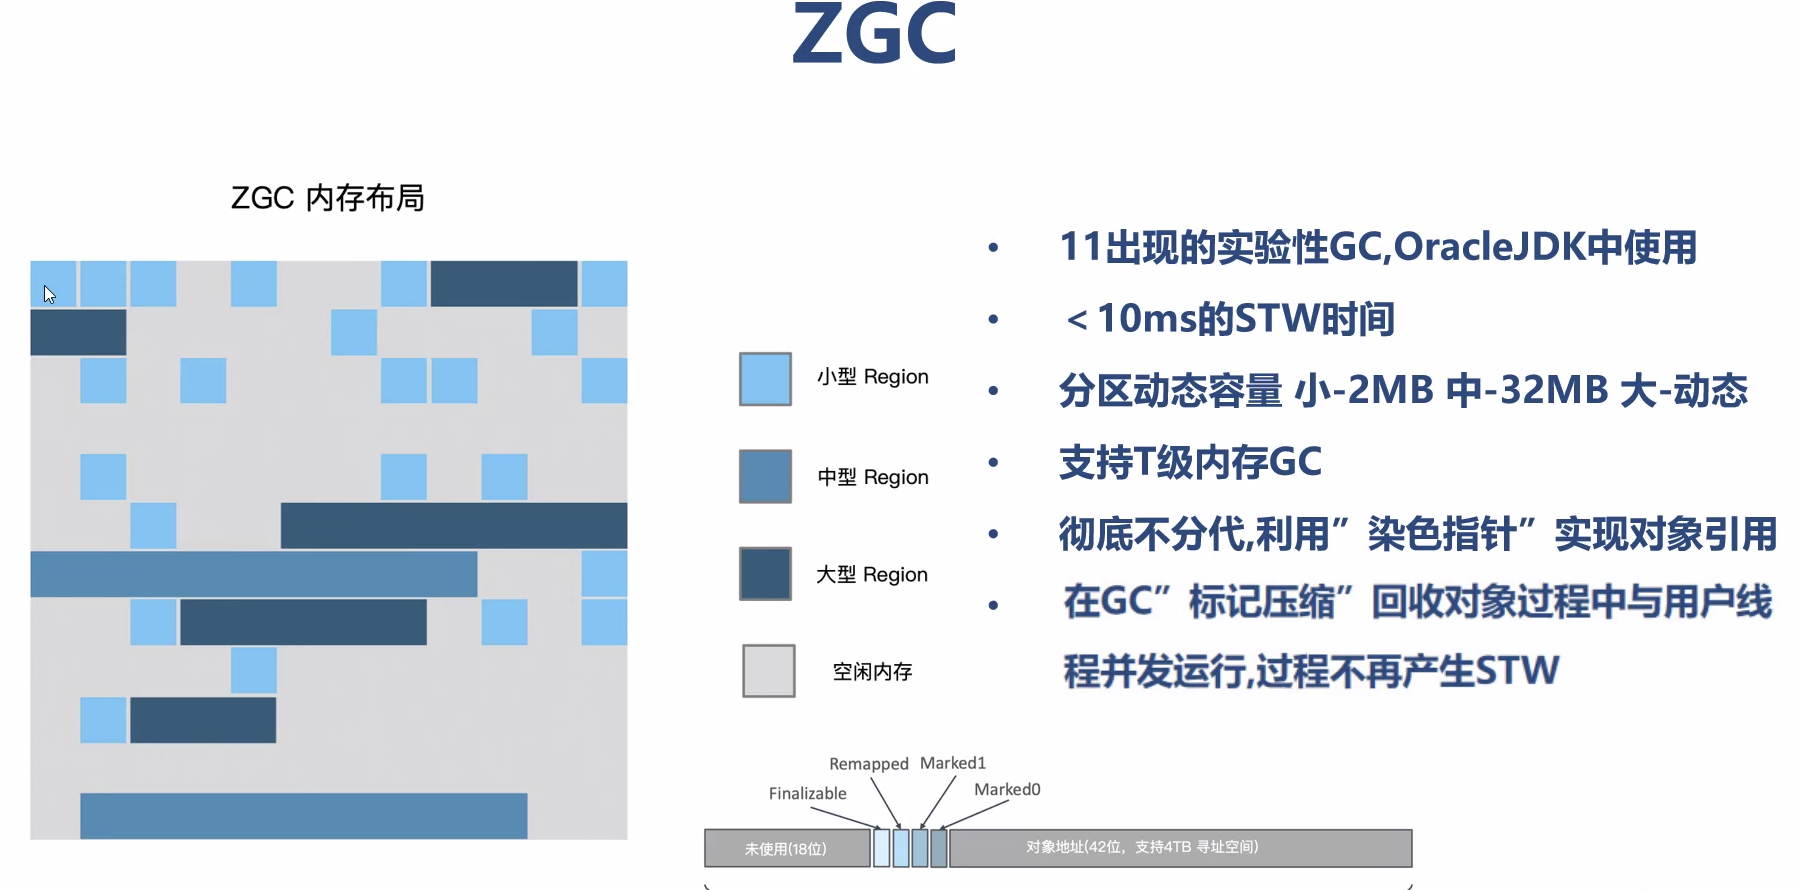 ZGC
ZGC 内存布局
小型 Region
中型 Region
大型 Region
空闲内存
• 11出现的实验性GC,OracleJDK中使用
• ＜10ms的STW时间
• 分区动态容量 小-2MB 中-32MB 大-动态
• 支持T级内存GC
• 彻底不分代,利用”染色指针”实现对象引用
• 在GC”标记压缩”回收对象过程中与用户线
程并发运行,过程不再产生STW
Remapped
Marked1
Finalizable
Marked0
未使用(18位)
对象地址(42位，支持4TB 寻址空间)